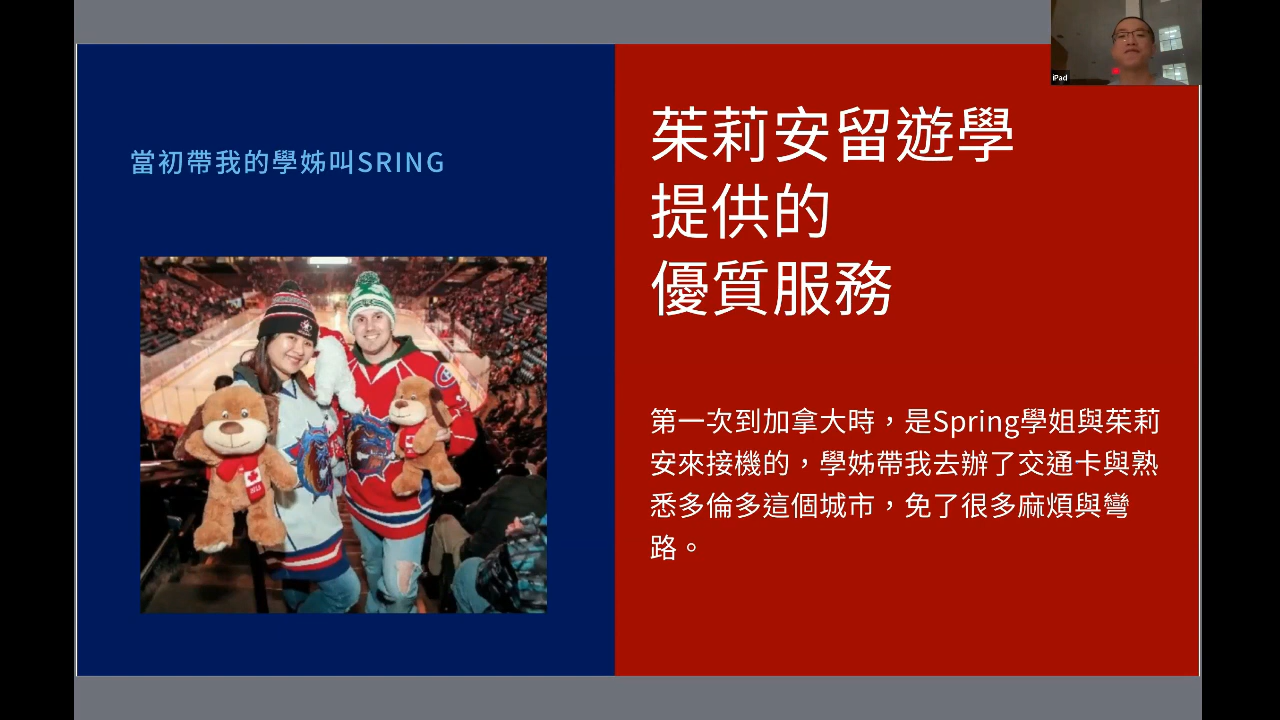 iPad
當初帶我的學姊叫SRING
茱莉安留遊學
提供的
優質服務
第一次到加拿大時，是Spring學姐與茱莉
安來接機的，學姊帶我去辦了交通卡與熟
悉多倫多這個城市，免了很多麻煩與彎
路。